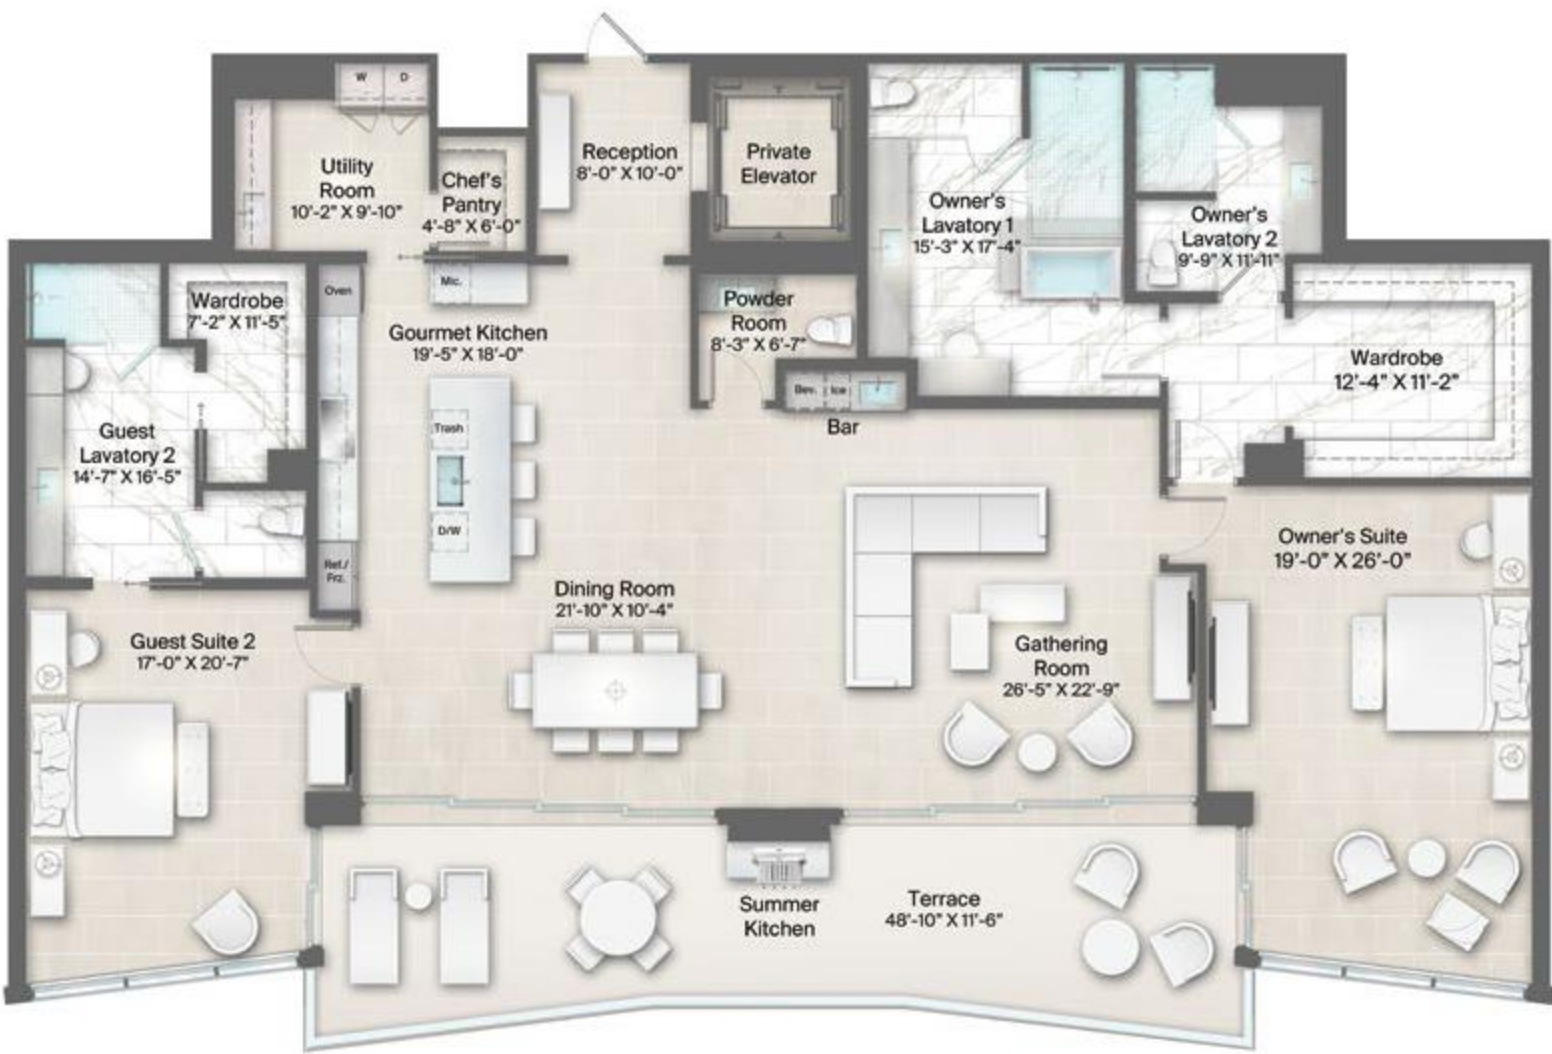 W D
Utility
Room
10'-2" X 9'-10"
Chef's
Pantry
4'-8" X 6'-0"
Reception
8'-0" X 10'-0"
Private
Elevator
Owner's
Lavatory 1
15'-3" X 17'-4"
Owner's
Lavatory 2
9'-9" X 11'-11"
Wardrobe
7'-2" X 11'-5"
Oven
Mic.
Gourmet Kitchen
19'-5" X 18'-0"
Powder
Room
8'-3" X 6'-7"
Wardrobe
12'-4" X 11'-2"
Bev. Ice
Bar
Guest
Lavatory 2
14'-7" X 16'-5"
Trash
D/W
Ref./
Frz.
Owner's Suite
19'-0" X 26'-0"
Dining Room
21'-10" X 10'-4"
Guest Suite 2
17'-0" X 20'-7"
Gathering
Room
26'-5" X 22'-9"
Summer
Kitchen
Terrace
48'-10" X 11'-6"